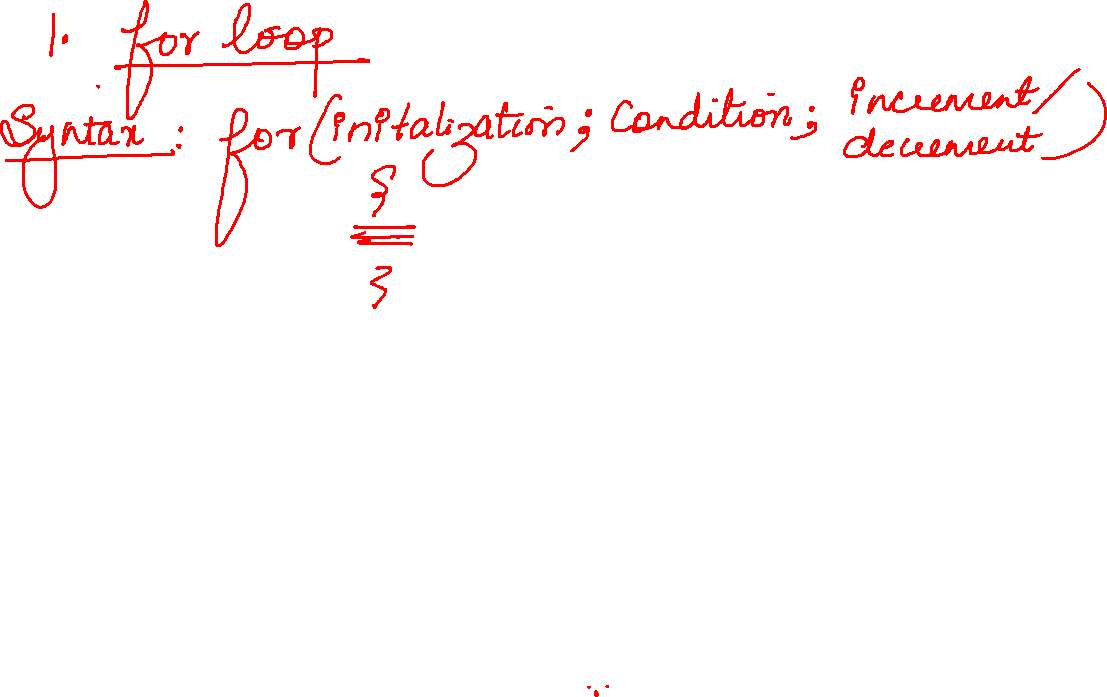 1. for loop
Syntax: for(initalization; condition; increment/
decrement)
{
}